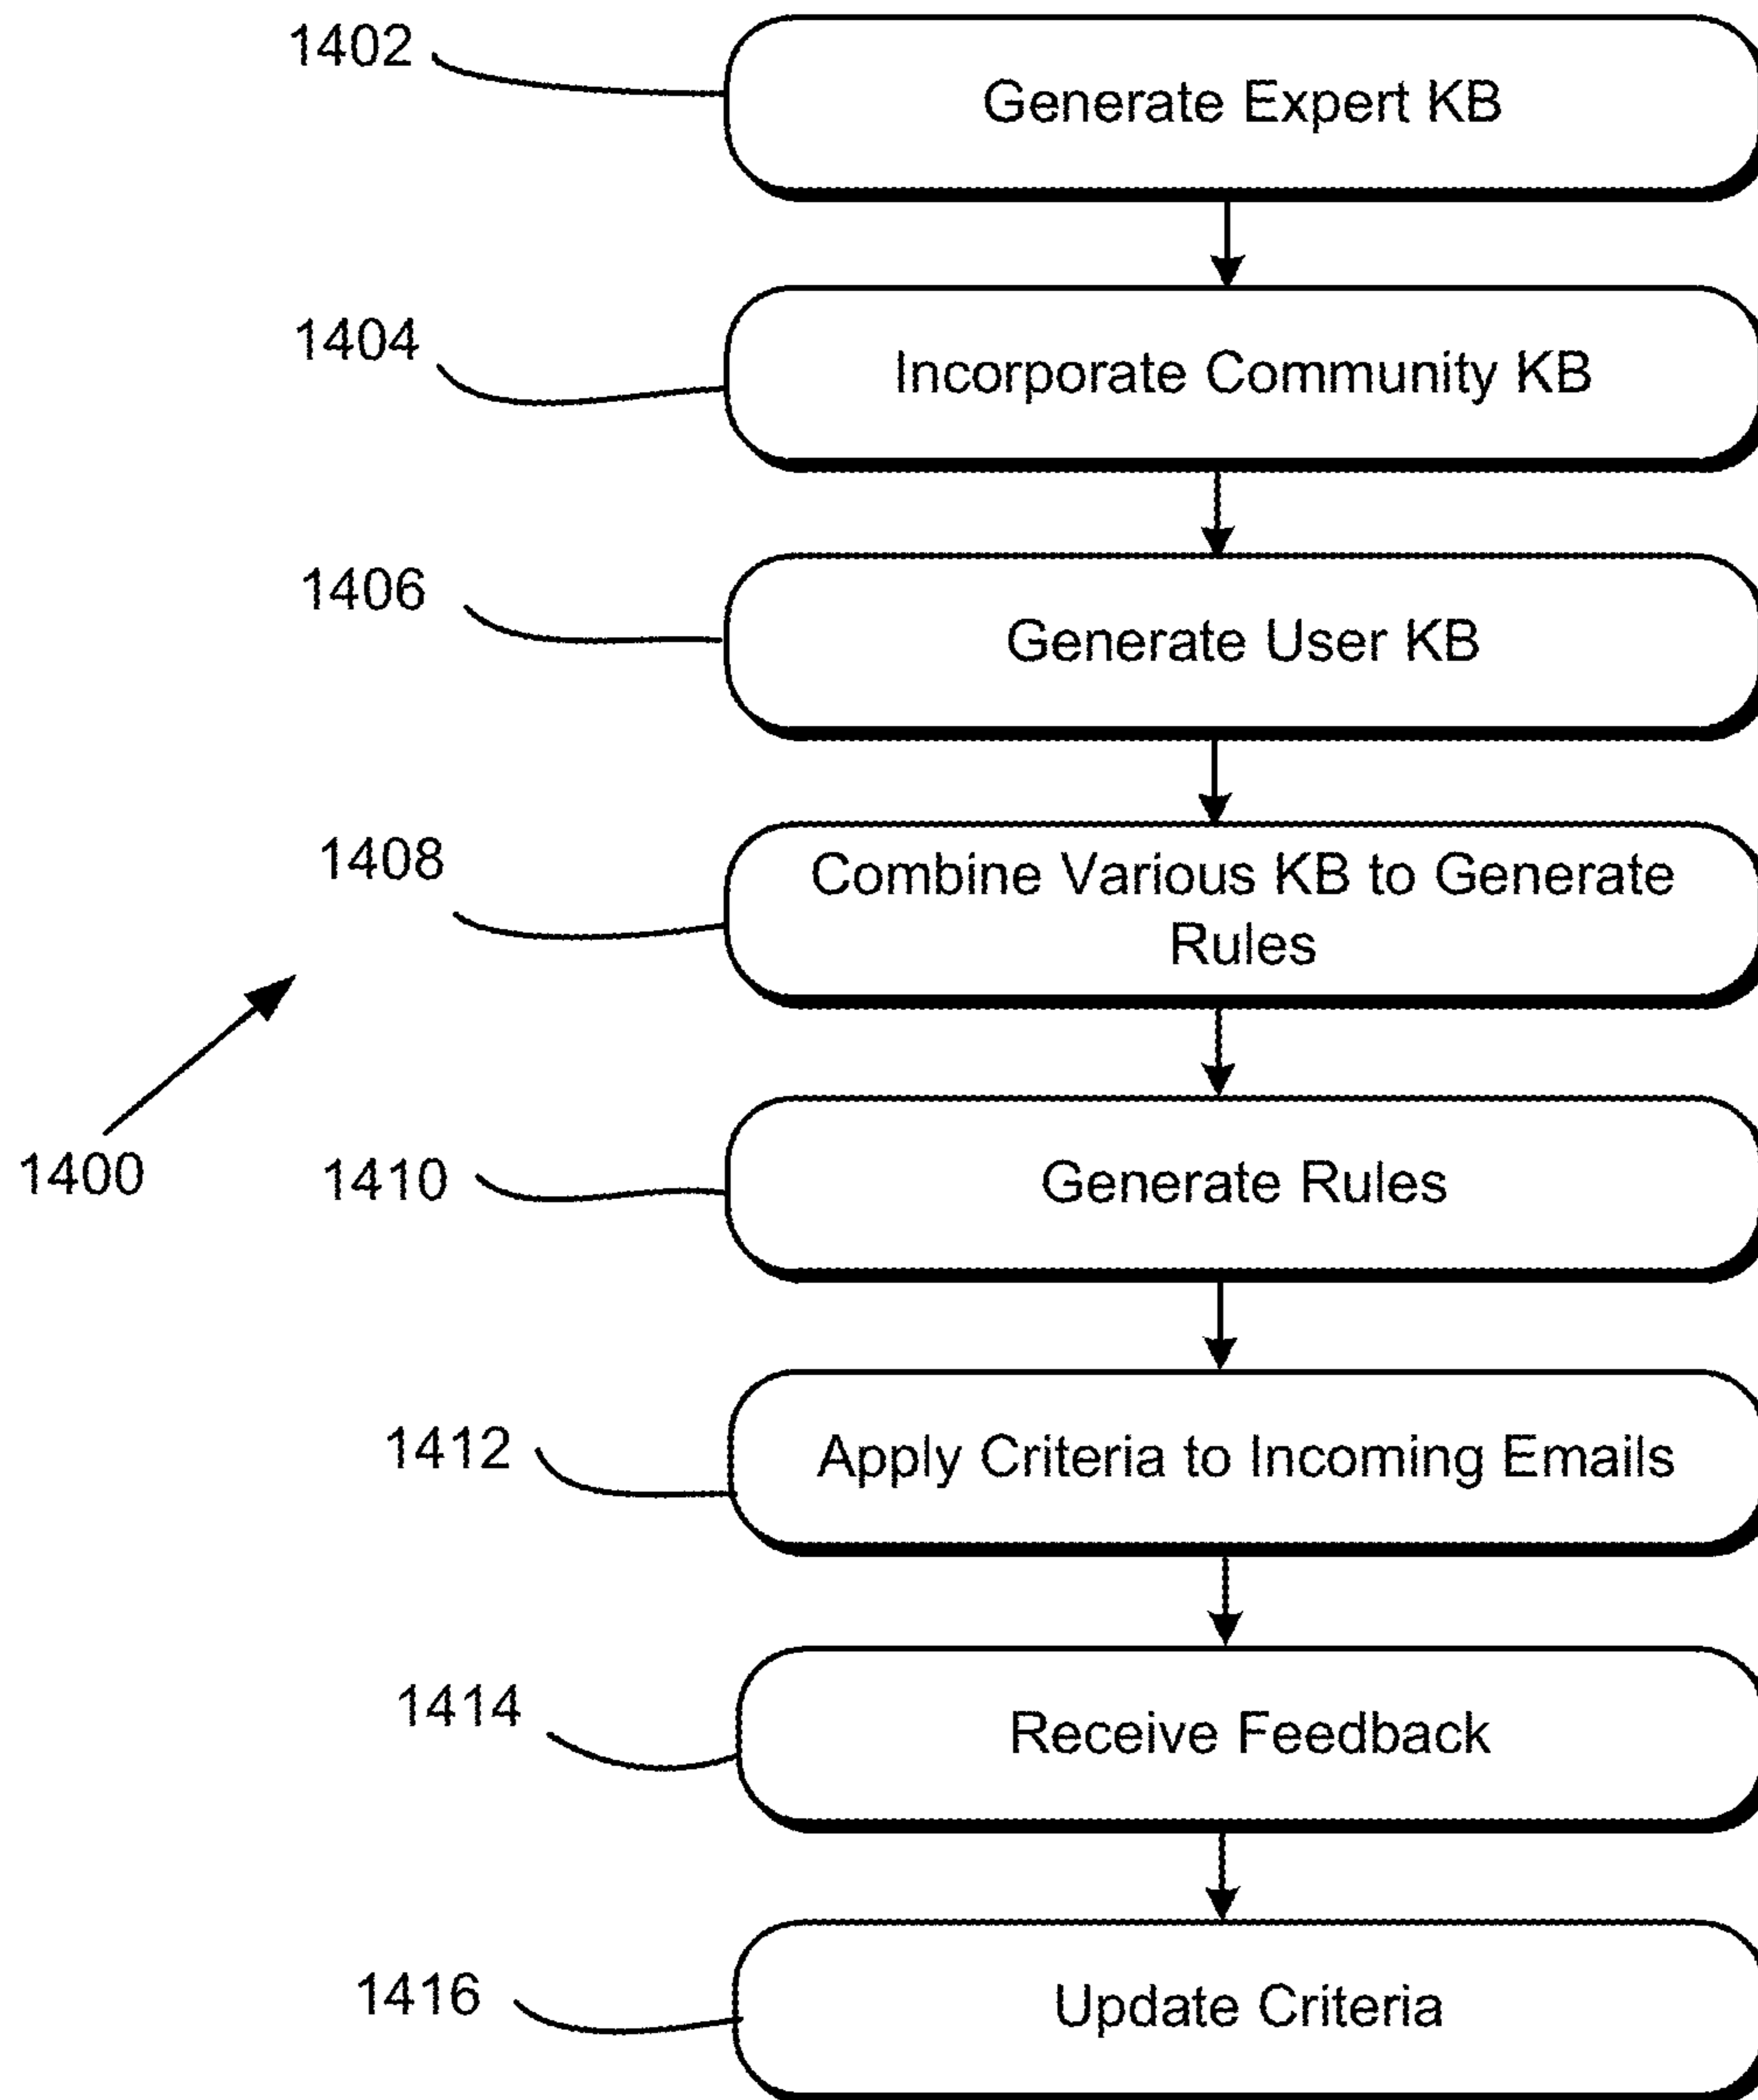 1402
Generate Expert KB
1404
Incorporate Community KB
1406
Generate User KB
1408
Combine Various KB to Generate
Rules
1400
1410
Generate Rules
1412
Apply Criteria to Incoming Emails
1414
Receive Feedback
1416
Update Criteria